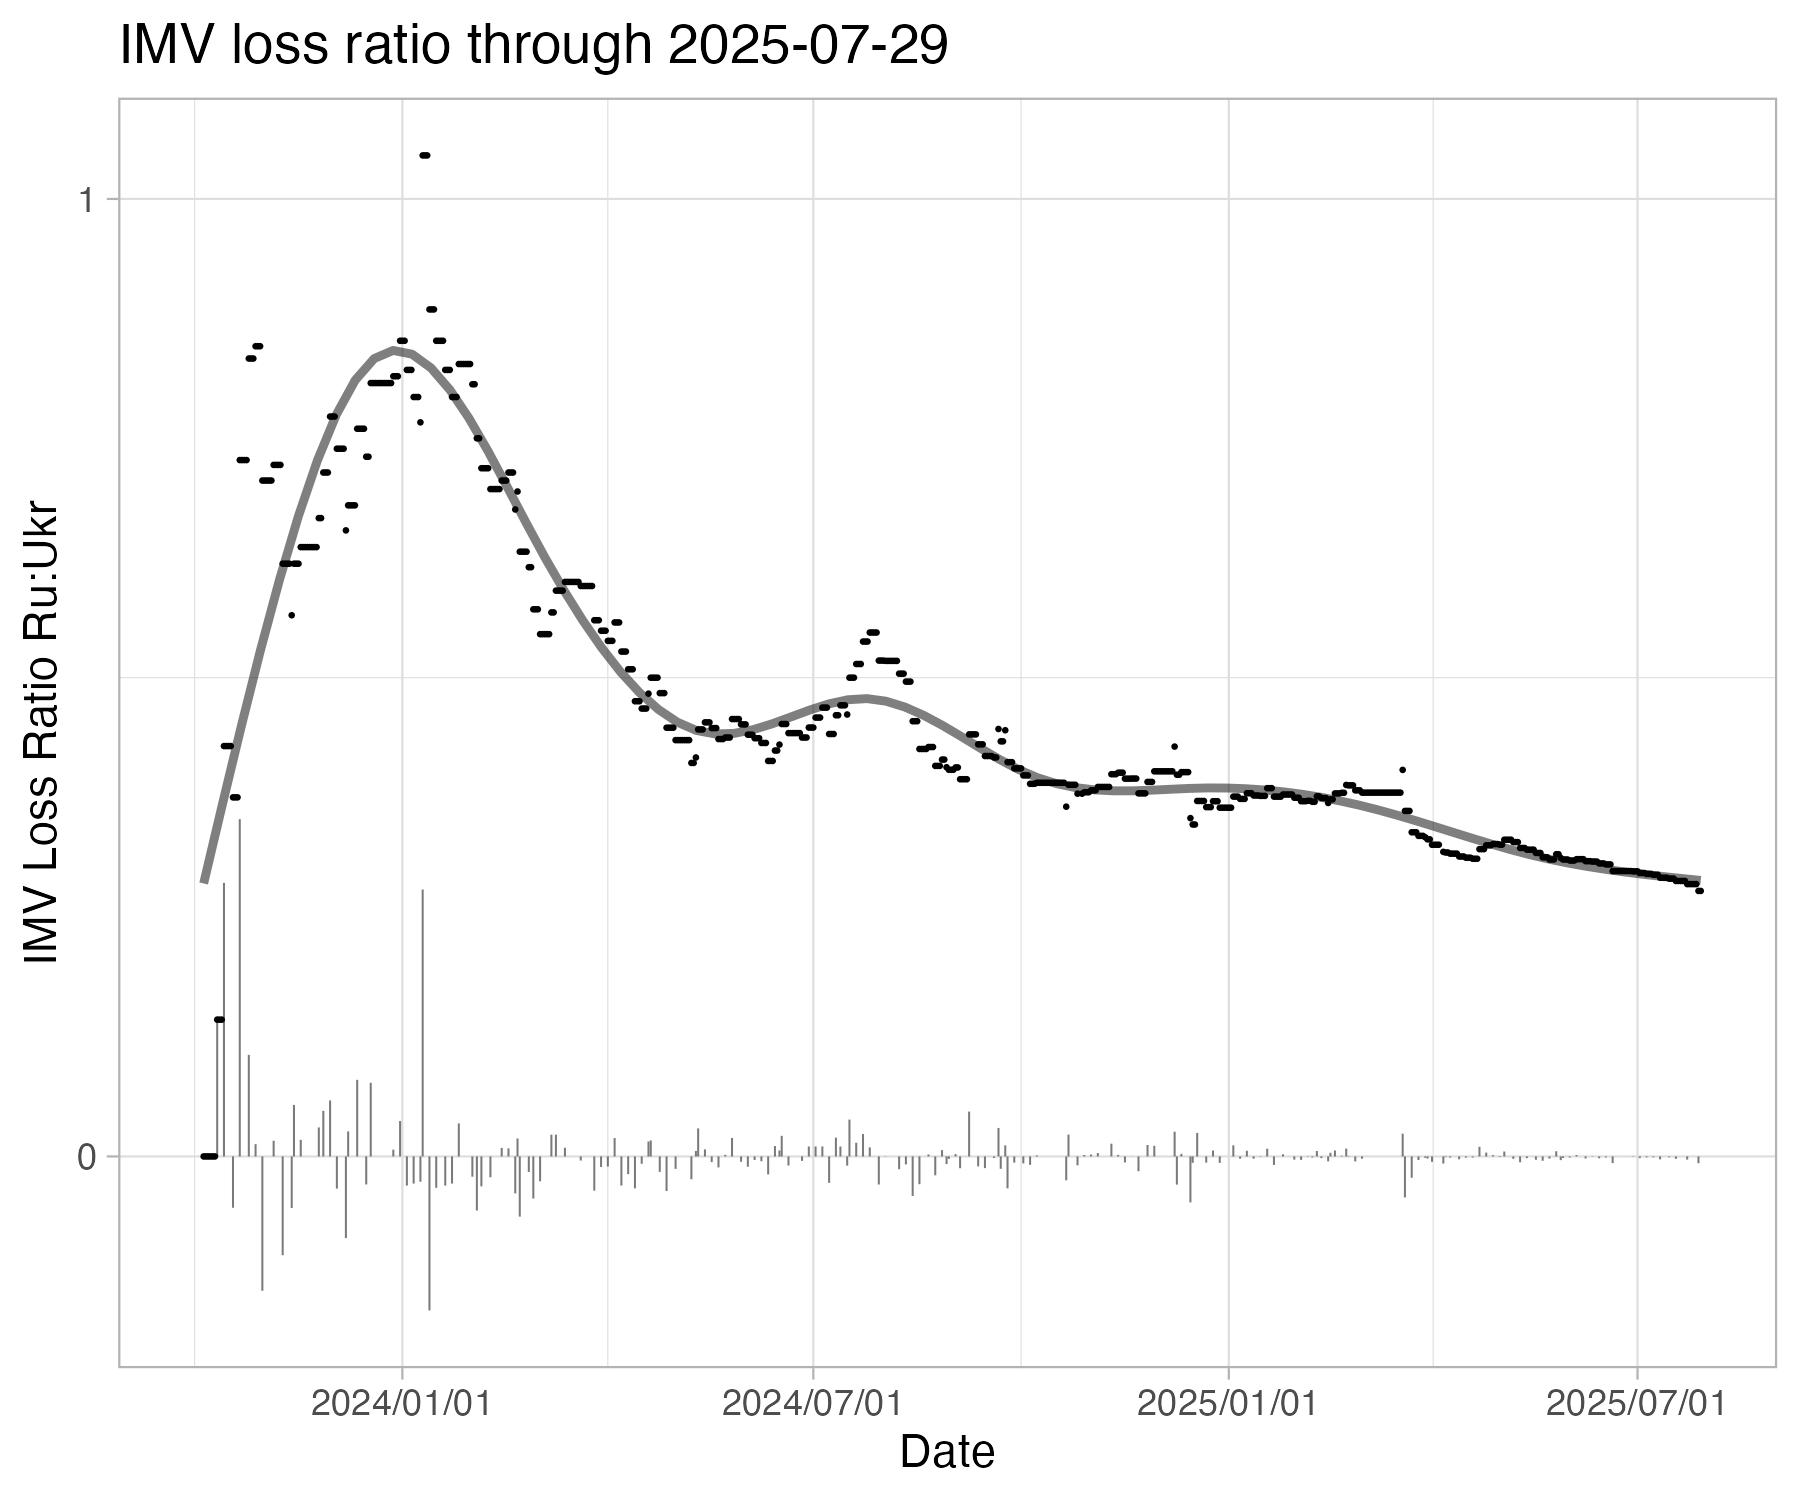 IMV loss ratio through 2025-07-29
IMV Loss Ratio Ru:Ukr
1
0
2024/01/01
2024/07/01
2025/01/01
2025/07/01
Date